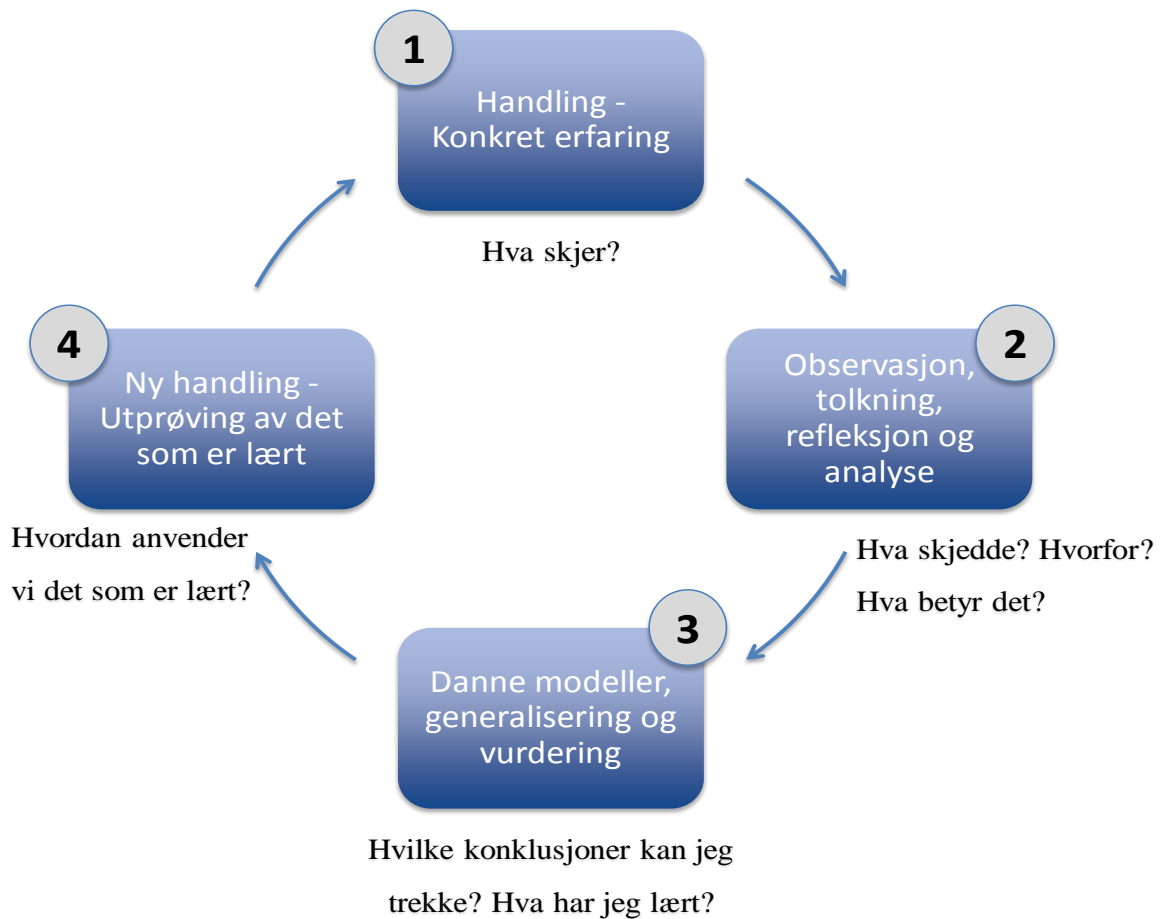 1
Handling -
Konkret erfaring
Hva skjer?
2
Observasjon,
tolkning,
refleksjon og
analyse
Hva skjedde? Hvorfor?
Hva betyr det?
3
Danne modeller,
generalisering og
vurdering
Hvilke konklusjoner kan jeg
trekke? Hva har jeg lært?
4
Ny handling -
Utprøving av det
som er lært
Hvordan anvender
vi det som er lært?